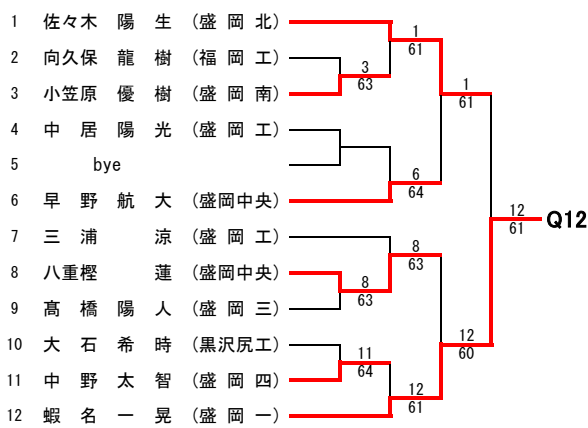 1 佐々木 陽 生 (盛 岡 北)
2 向久保 龍 樹 (福 岡 工)
3 小笠原 優 樹 (盛 岡 南)
4 中 居 陽 光 (盛 岡 工)
5 bye
6 早 野 航 大 (盛岡中央)
7 三 浦 涼 (盛 岡 工)
8 八重樫 蓮 (盛岡中央)
9 髙 橋 陽 人 (盛 岡 三)
10 大 石 希 時 (黒沢尻工)
11 中 野 太 智 (盛 岡 四)
12 蝦 名 一 晃 (盛 岡 一)
3
63
8
63
11
64
1
61
6
64
8
63
12
61
1
61
12
60
12
61
Q12